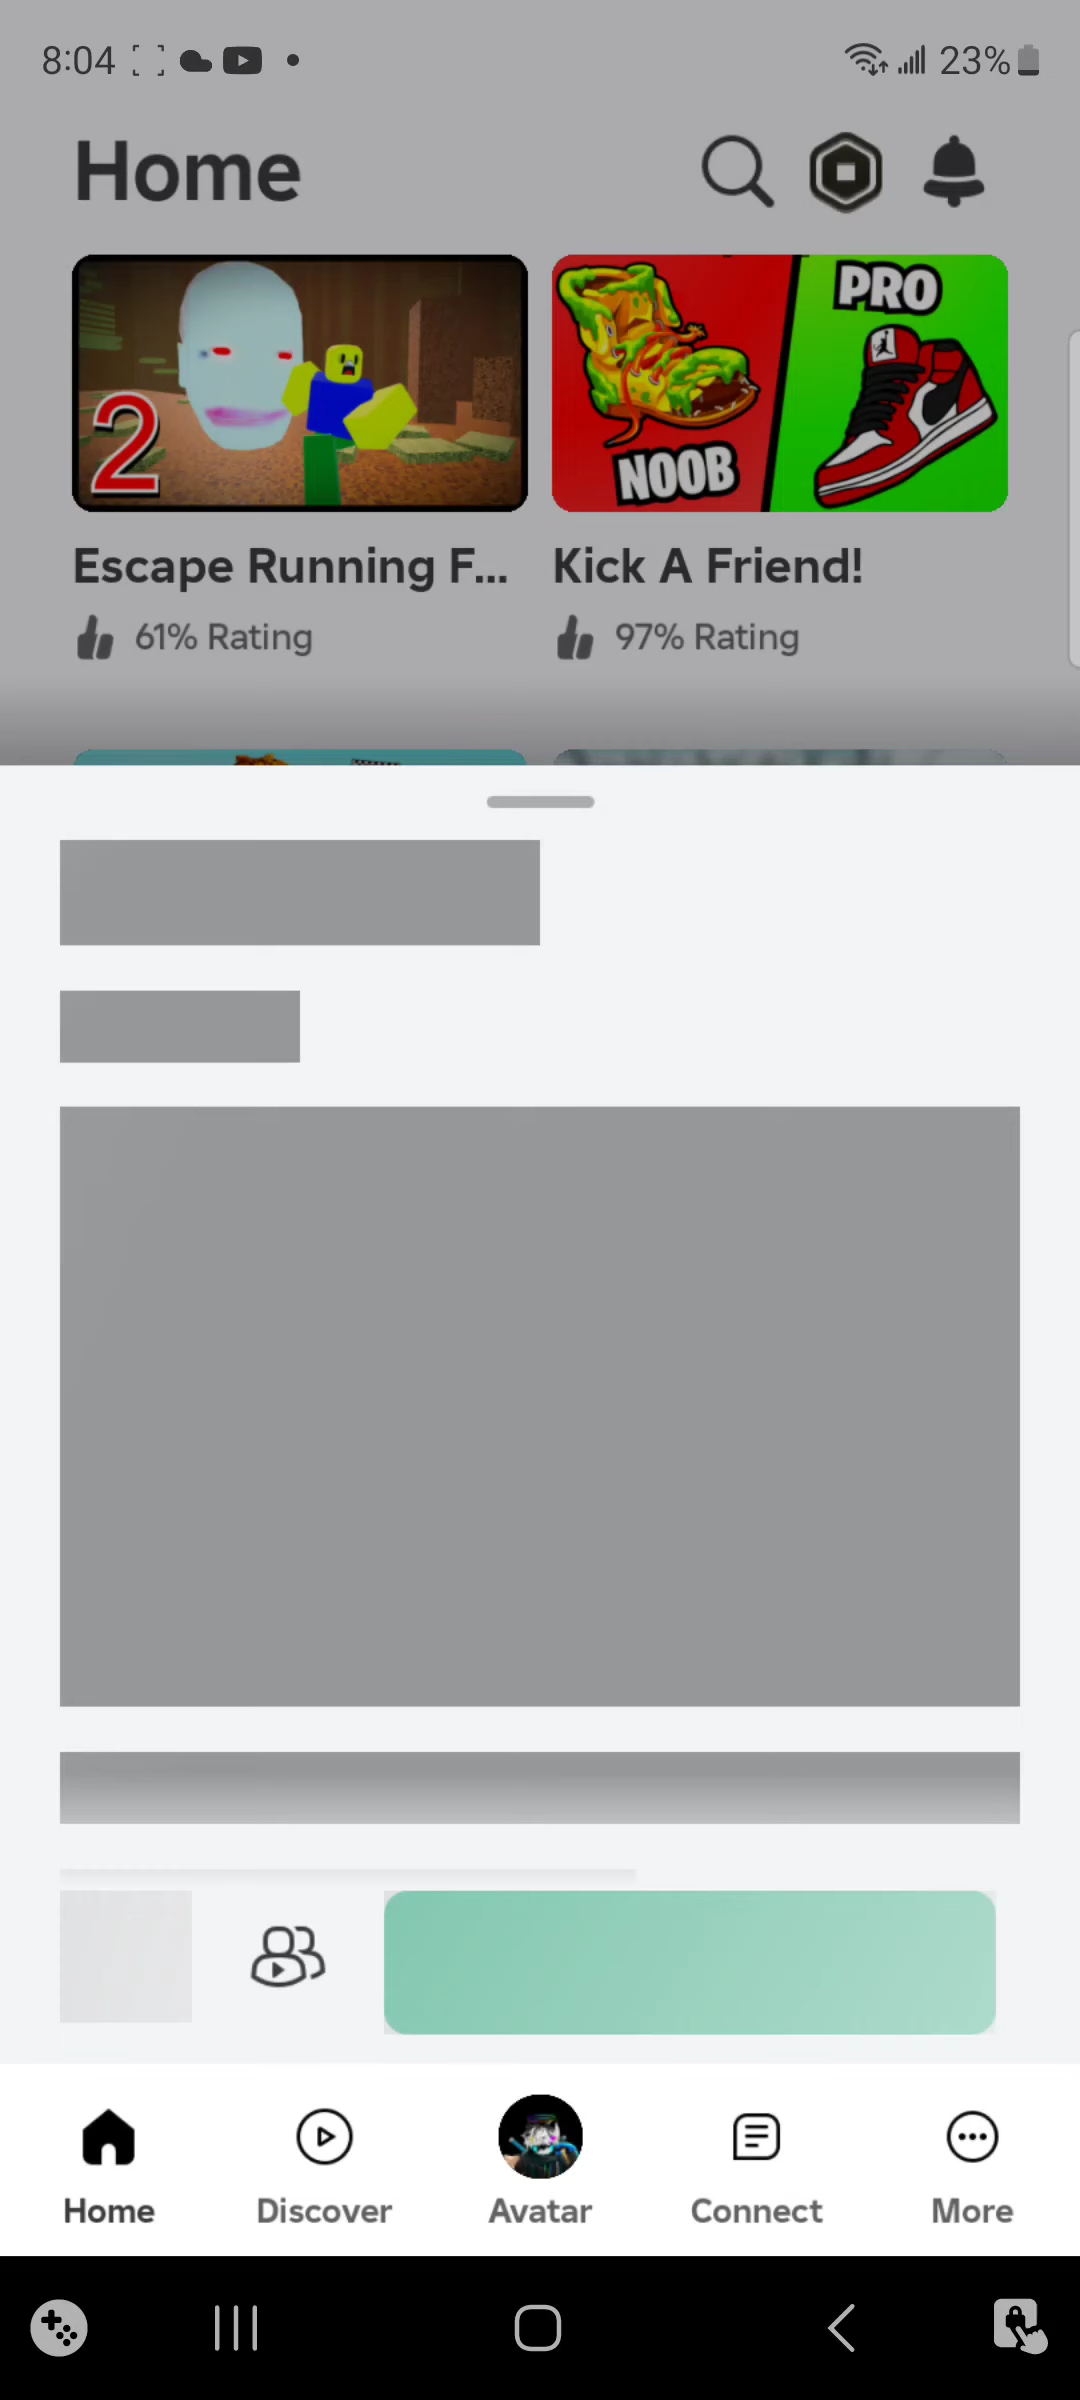 8:04
23%
Home
2
NOOB
PRO
Escape Running F...
Kick A Friend!
61% Rating
97% Rating
Home
Discover
Avatar
Connect
More